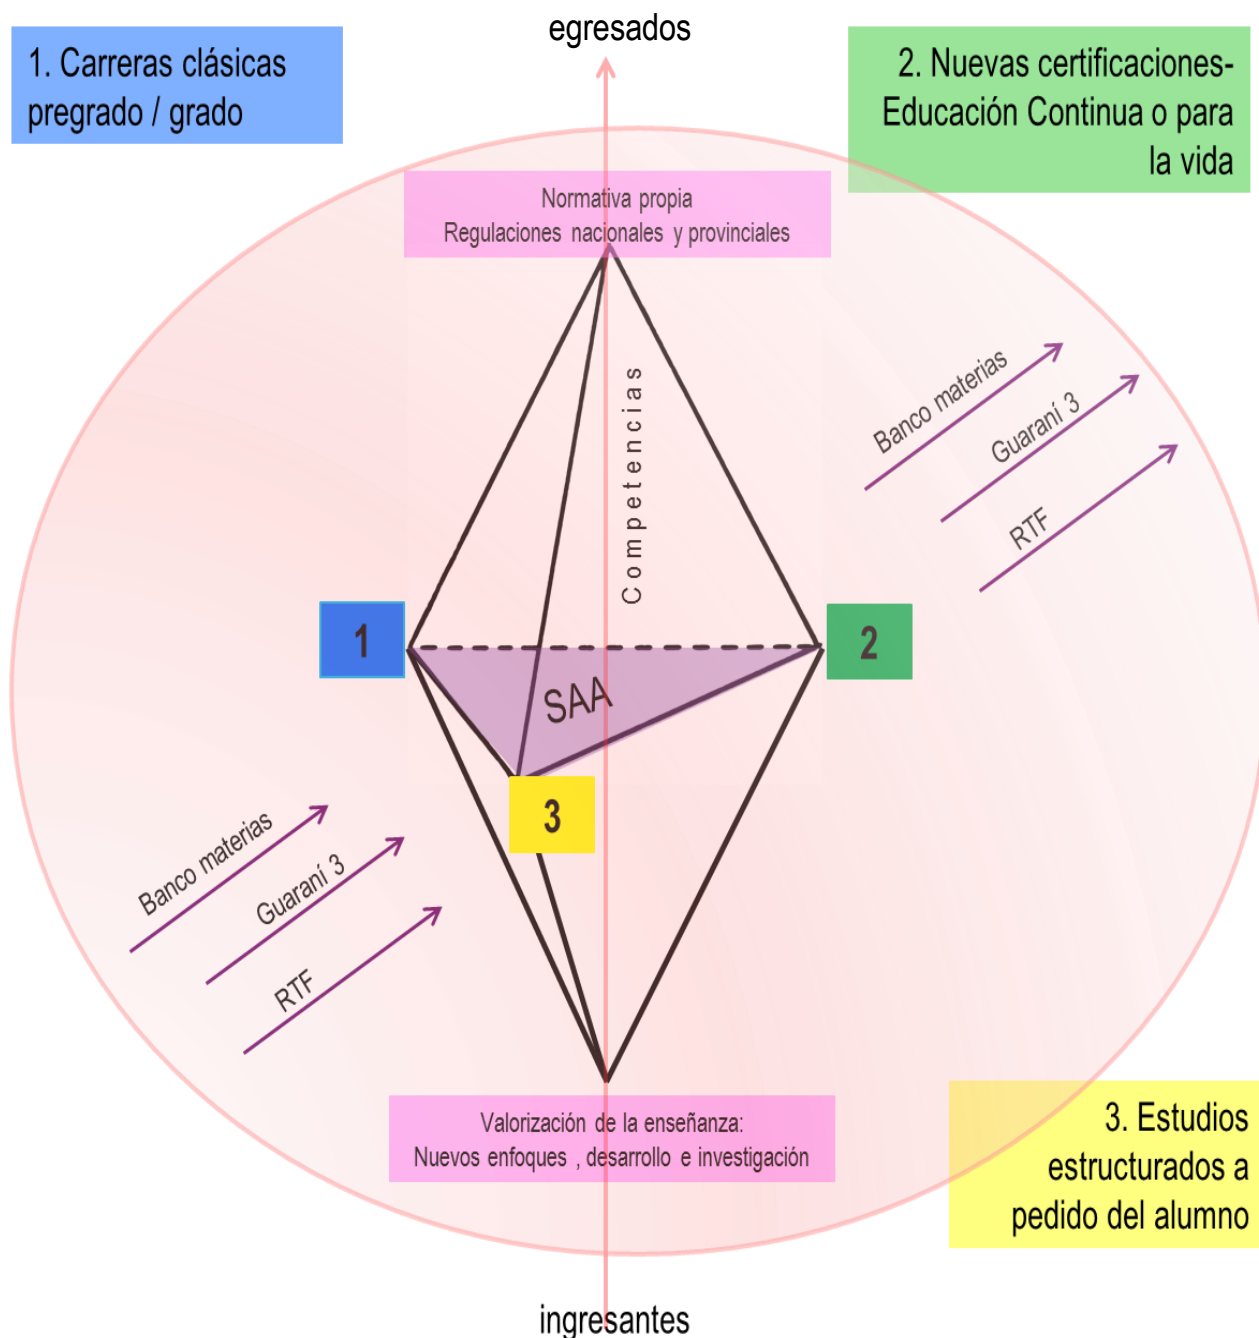 egresados
1. Carreras clásicas
pregrado / grado
2. Nuevas certificaciones-
Educación Continua o para
la vida
Normativa propia
Regulaciones nacionales y provinciales
Competencias
Banco materias
Guaraní 3
RTF
1
2
SAA
3
Banco materias
Guaraní 3
RTF
Valorización de la enseñanza:
Nuevos enfoques , desarrollo e investigación
3. Estudios
estructurados a
pedido del alumno
ingresantes